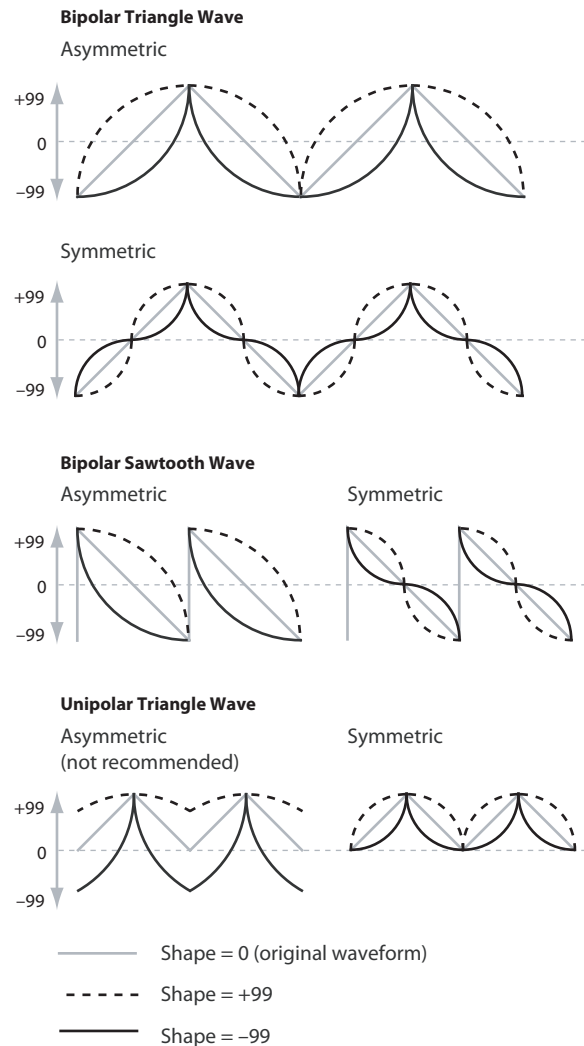 Bipolar Triangle Wave
Asymmetric
+99
0
–99
Symmetric
+99
0
–99
Bipolar Sawtooth Wave
Asymmetric
Symmetric
+99
0
–99
Unipolar Triangle Wave
Asymmetric
(not recommended)
Symmetric
+99
0
–99
Shape = 0 (original waveform)
Shape = +99
Shape = –99